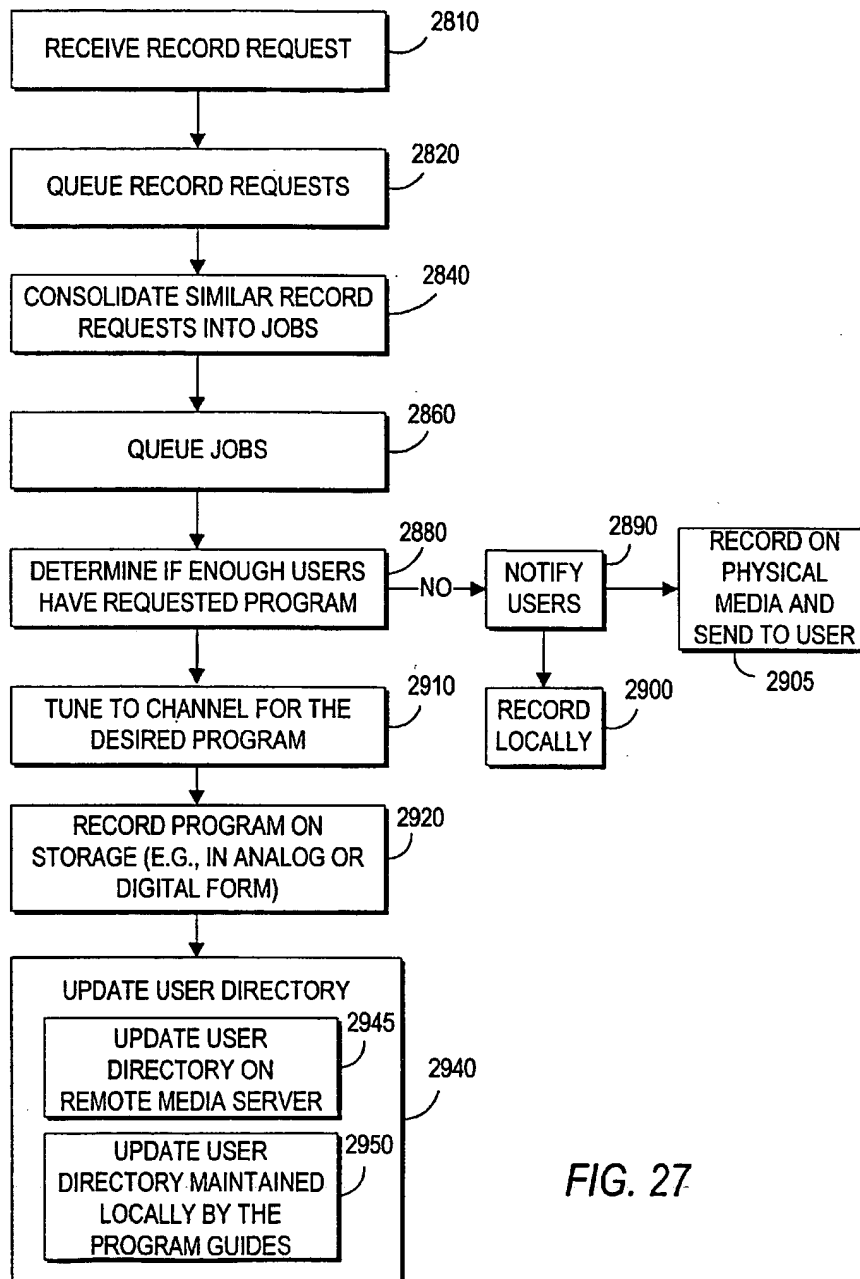 RECEIVE RECORD REQUEST
2810
QUEUE RECORD REQUESTS
2820
CONSOLIDATE SIMILAR RECORD
REQUESTS INTO JOBS
2840
QUEUE JOBS
2860
DETERMINE IF ENOUGH USERS
HAVE REQUESTED PROGRAM
2880
NO
NOTIFY
USERS
2890
RECORD ON
PHYSICAL
MEDIA AND
SEND TO USER
2905
RECORD
LOCALLY
2900
TUNE TO CHANNEL FOR THE
DESIRED PROGRAM
2910
RECORD PROGRAM ON
STORAGE (E.G., IN ANALOG OR
DIGITAL FORM)
2920
UPDATE USER DIRECTORY
UPDATE USER
DIRECTORY ON
REMOTE MEDIA SERVER
2945
2940
UPDATE USER
DIRECTORY MAINTAINED
LOCALLY BY THE
PROGRAM GUIDES
2950
FIG. 27